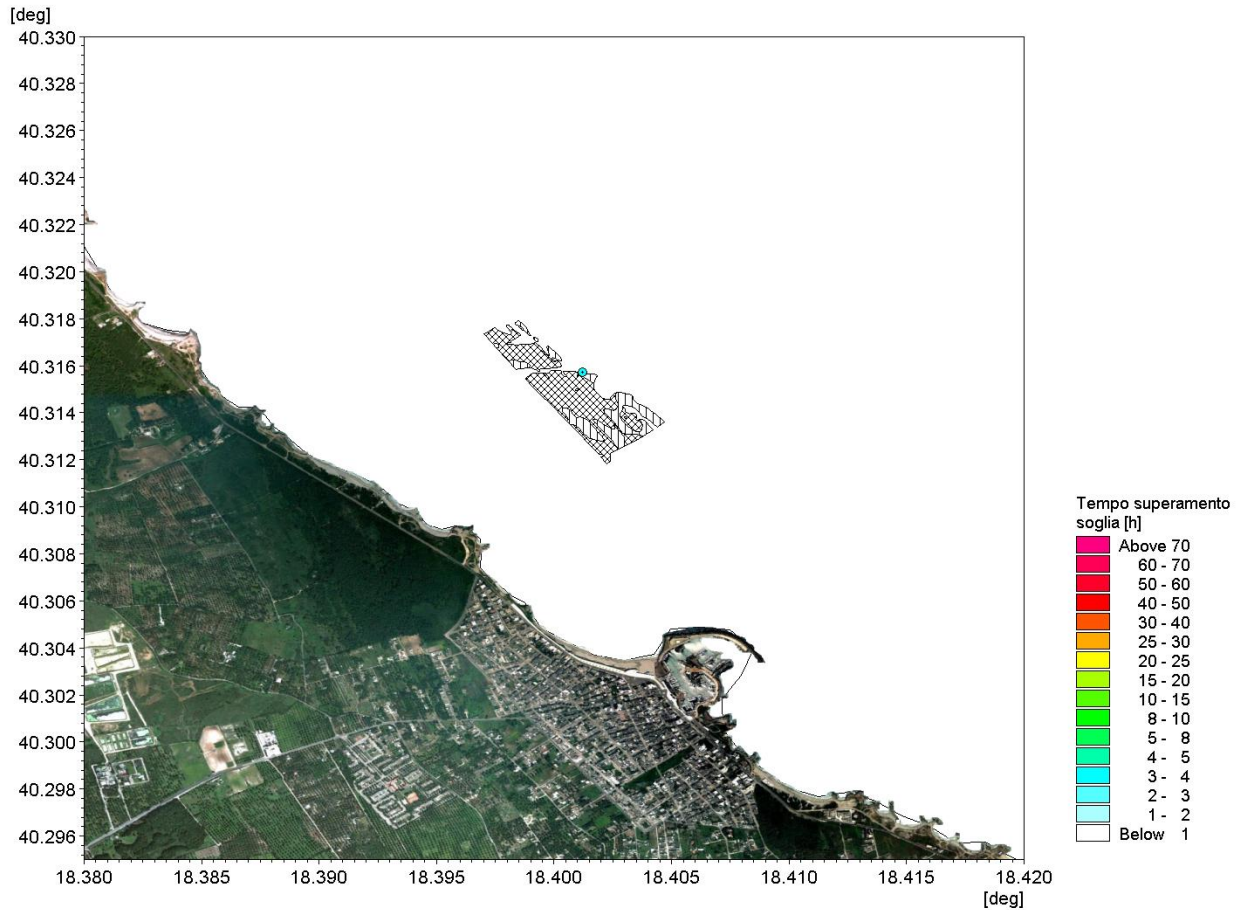 [deg]
40.330
40.328
40.326
40.324
40.322
40.320
40.318
40.316
40.314
40.312
40.310
40.308
40.306
40.304
40.302
40.300
40.298
40.296
18.380 18.385 18.390 18.395 18.400 18.405 18.410 18.415 18.420
[deg]
Tempo superamento
soglia [h]
Above 70
60 - 70
50 - 60
40 - 50
30 - 40
25 - 30
20 - 25
15 - 20
10 - 15
8 - 10
5 - 8
4 - 5
3 - 4
2 - 3
1 - 2
Below 1